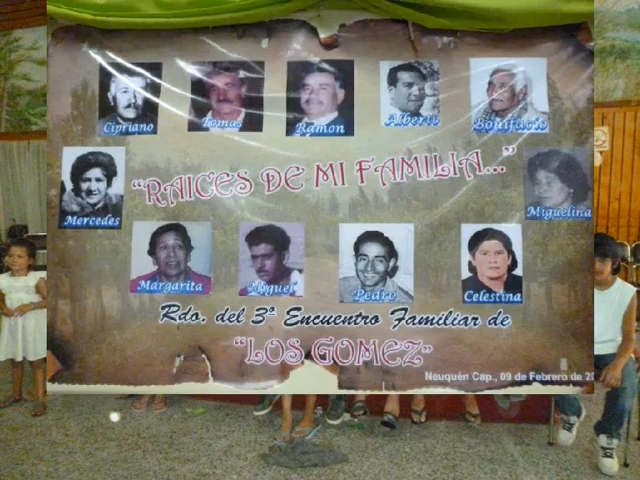 Cipriano
Tomas
Ramon
Alberto
Bonifacio
Mercedes
"RAICES DE MI FAMILIA..."
Miguelina
Margarita
Miguel
Pedro
Celestina
Rdo. del 3ª Encuentro Familiar de
"LOS GOMEZ"
Neuquén Cap., 09 de Febrero de